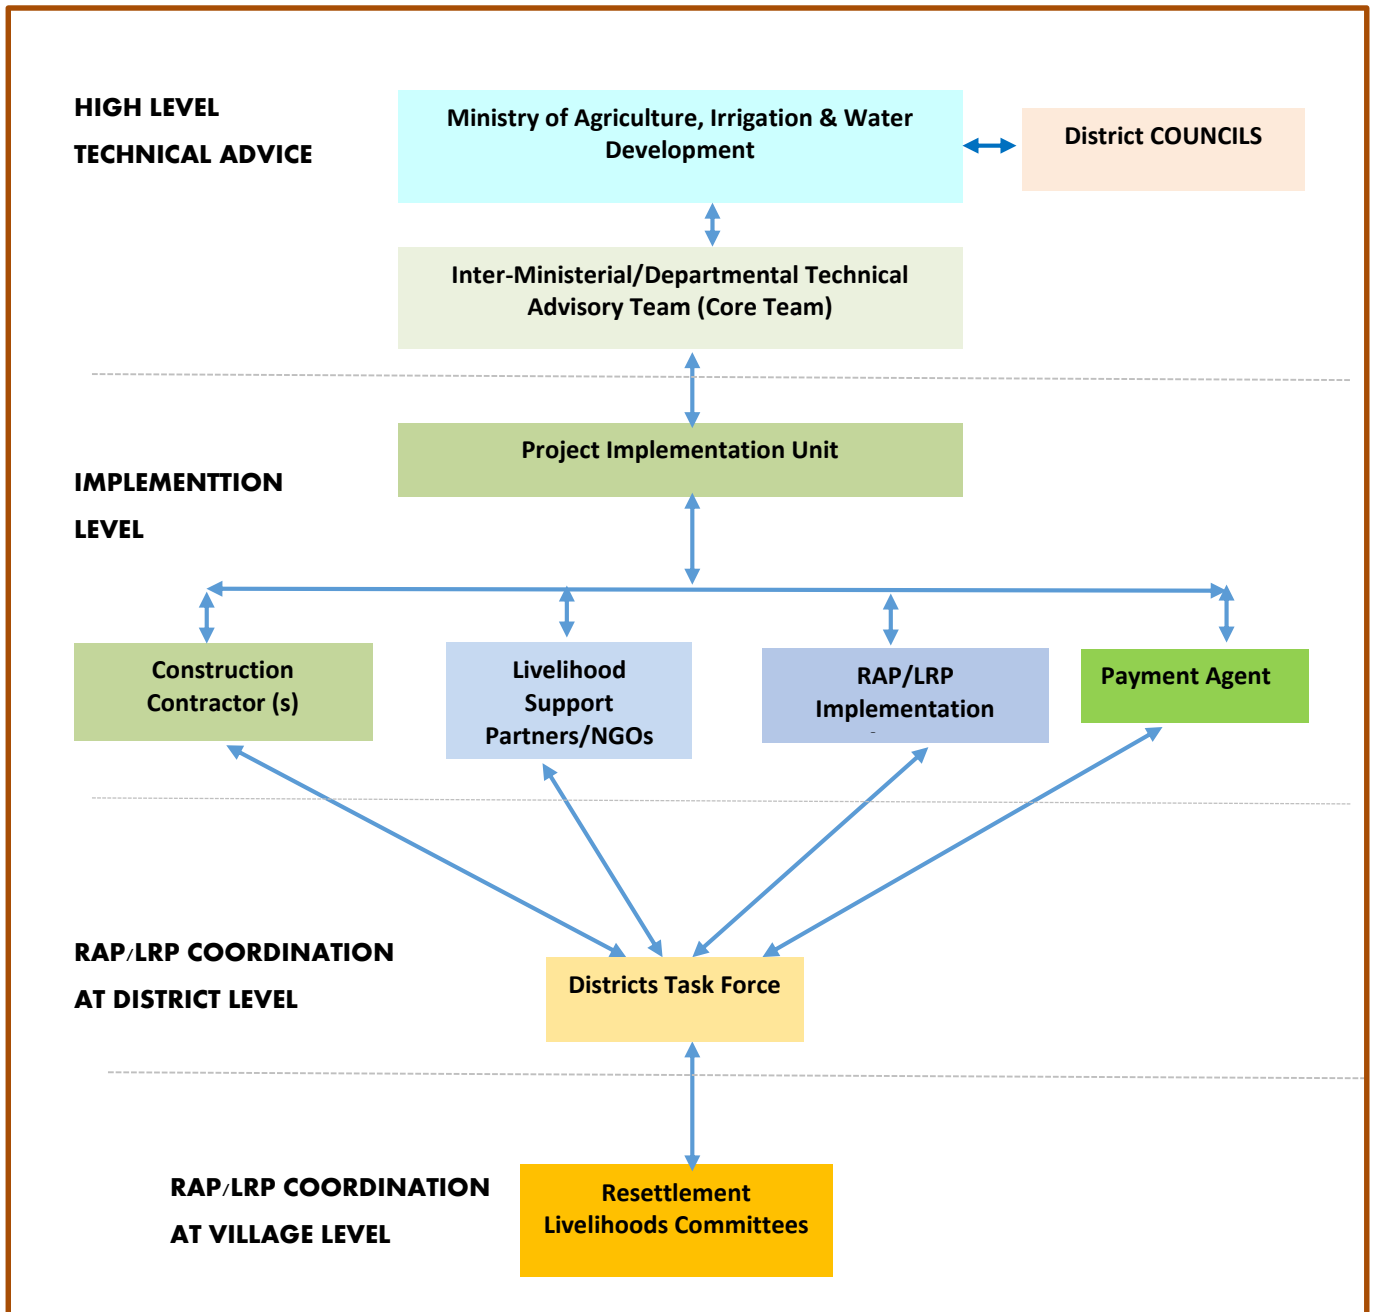 HIGH LEVEL
TECHNICAL ADVICE
Ministry of Agriculture, Irrigation & Water
Development
District COUNCILS
Inter-Ministerial/Departmental Technical
Advisory Team (Core Team)
IMPLEMENTTION
LEVEL
Project Implementation Unit
Construction
Contractor (s)
Livelihood
Support
Partners/NGOs
RAP/LRP
Implementation
Payment Agent
RAP/LRP COORDINATION
AT DISTRICT LEVEL
Districts Task Force
RAP/LRP COORDINATION
AT VILLAGE LEVEL
Resettlement
Livelihoods Committees